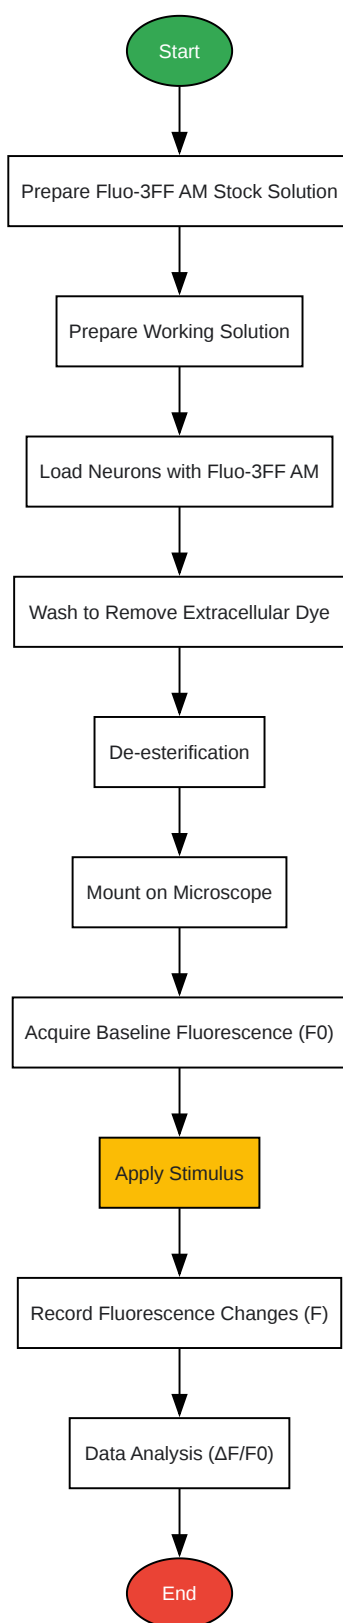 Start
Prepare Fluo-3FF AM Stock Solution
Prepare Working Solution
Load Neurons with Fluo-3FF AM
Wash to Remove Extracellular Dye
De-esterification
Mount on Microscope
Acquire Baseline Fluorescence (F0)
Apply Stimulus
Record Fluorescence Changes (F)
Data Analysis (ΔF/F0)
End